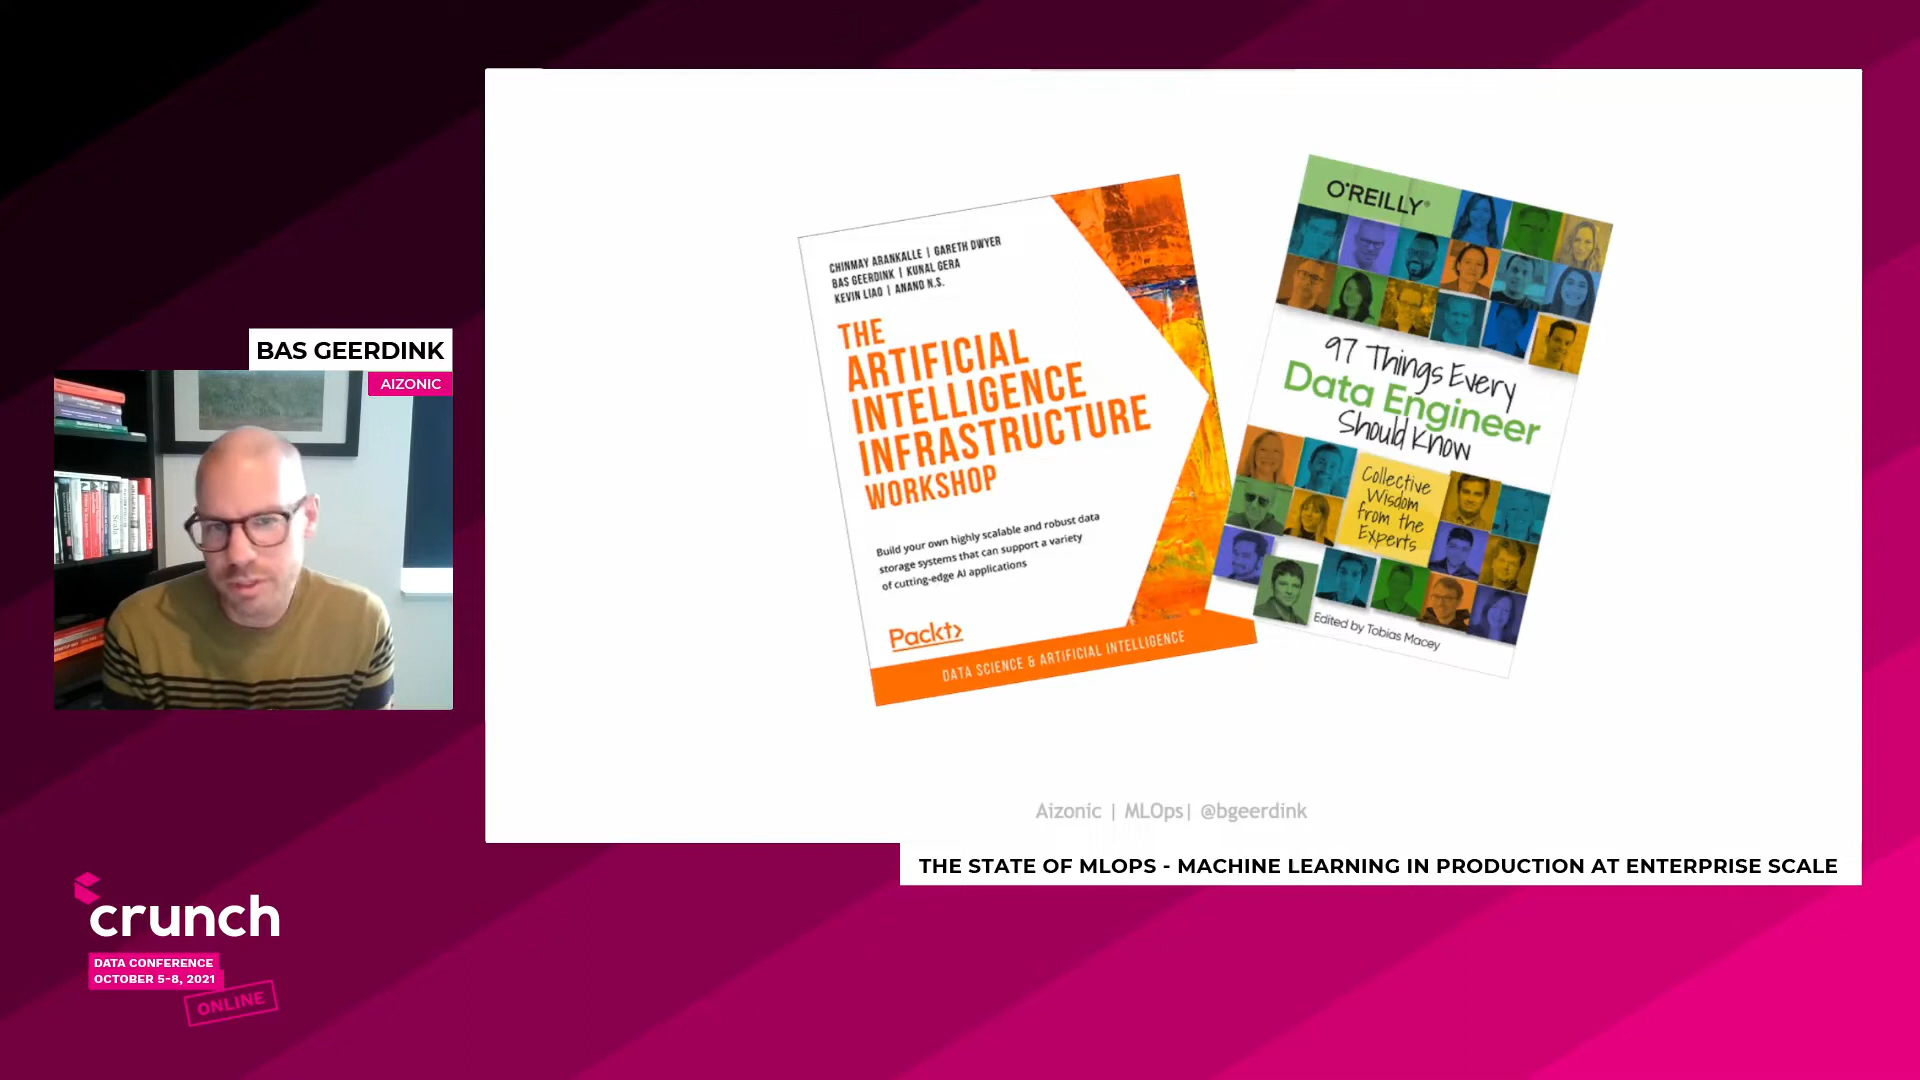 BAS GEERDINK
AIZONIC
CHINMAY ARANKALLE | GARETH DWYER
BAS GEERDINK | KUNAL GERA
KEVIN LIAO | ANAND N.S.
THE
ARTIFICIAL
INTELLIGENCE
INFRASTRUCTURE
WORKSHOP
Build your own highly scalable and robust data
storage systems that can support a variety
of cutting-edge AI applications
Packt>
DATA SCIENCE & ARTIFICIAL INTELLIGENCE
O'REILLY®
97 Things Every
Data Engineer
Should Know
Collective
Wisdom
from the
Experts
Edited by Tobias Macey
Aizonic | MLOps| @bgeerdink
THE STATE OF MLOPS - MACHINE LEARNING IN PRODUCTION AT ENTERPRISE SCALE
crunch
DATA CONFERENCE
OCTOBER 5-8, 2021
ONLINE